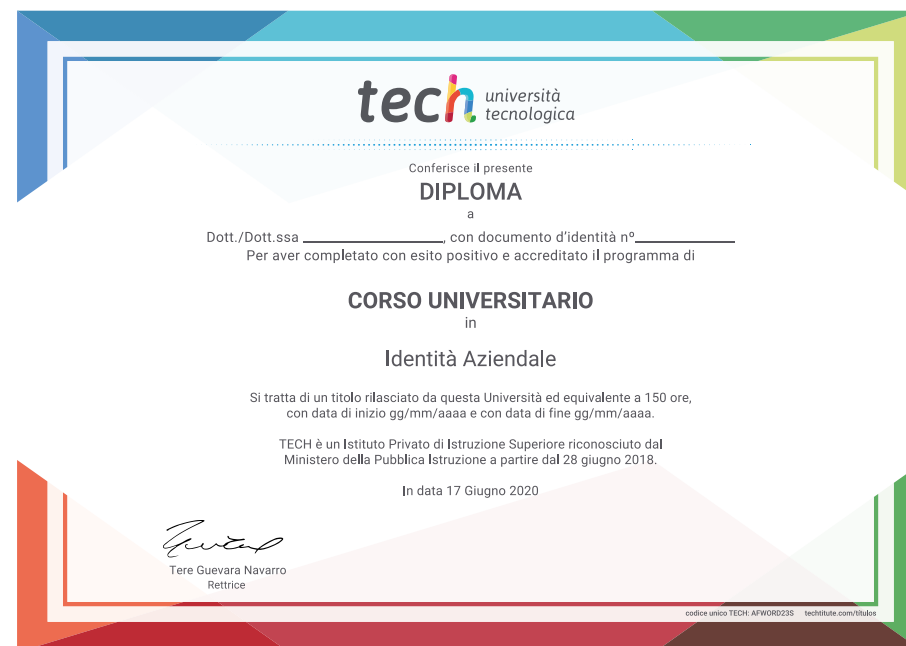 tech università
tecnologica
Conferisce il presente
DIPLOMA
a
Dott./Dott.ssa ____________________, con documento d'identità nº______________
Per aver completato con esito positivo e accreditato il programma di
CORSO UNIVERSITARIO
in
Identità Aziendale
Si tratta di un titolo rilasciato da questa Università ed equivalente a 150 ore,
con data di inizio gg/mm/aaaa e con data di fine gg/mm/aaaa.
TECH è un Istituto Privato di Istruzione Superiore riconosciuto dal
Ministero della Pubblica Istruzione a partire dal 28 giugno 2018.
In data 17 Giugno 2020
Tere Guevara Navarro
Rettrice
codice unico TECH: AFWORD23S techtitute.com/títulos